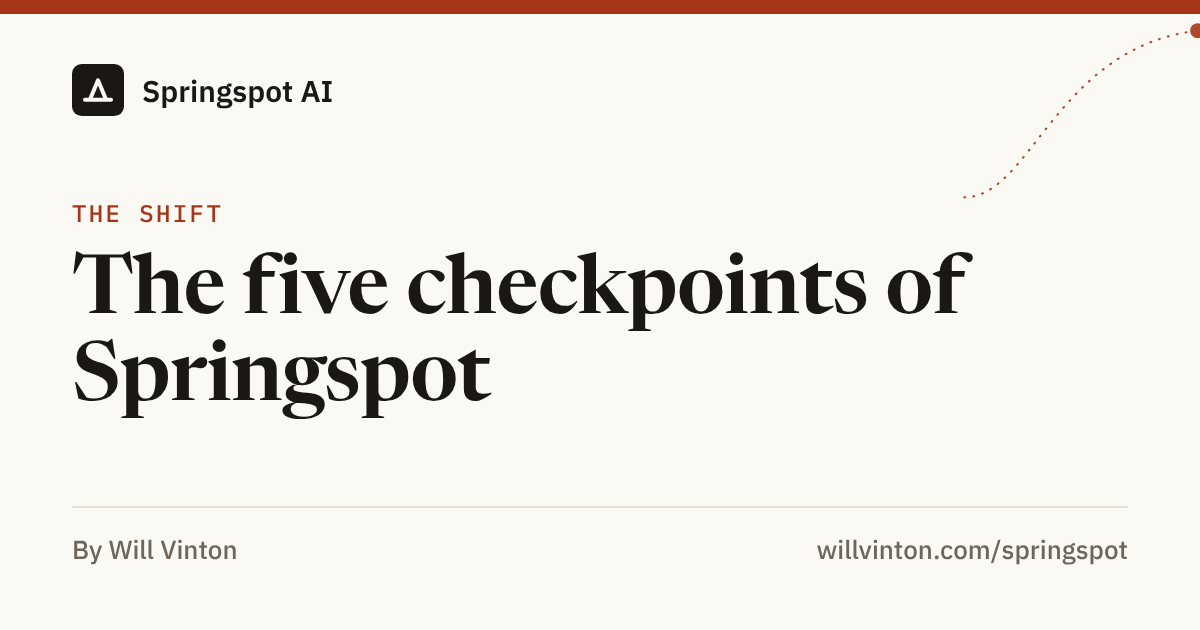 Springspot AI
THE SHIFT
The five checkpoints of
Springspot
By Will Vinton
willvinton.com/springspot